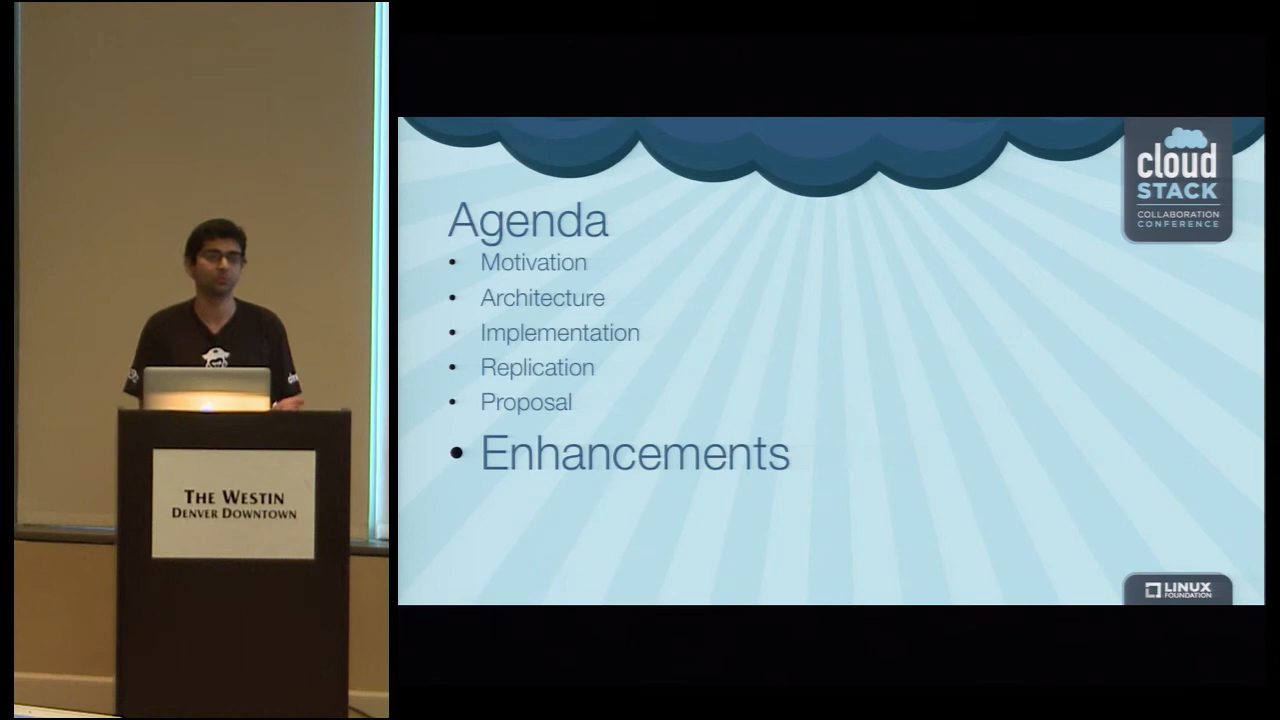 Agenda
• Motivation
• Architecture
• Implementation
• Replication
• Proposal
• Enhancements
cloud
STACK
COLLABORATION
CONFERENCE
LINUX
FOUNDATION
THE WESTIN
DENVER DOWNTOWN